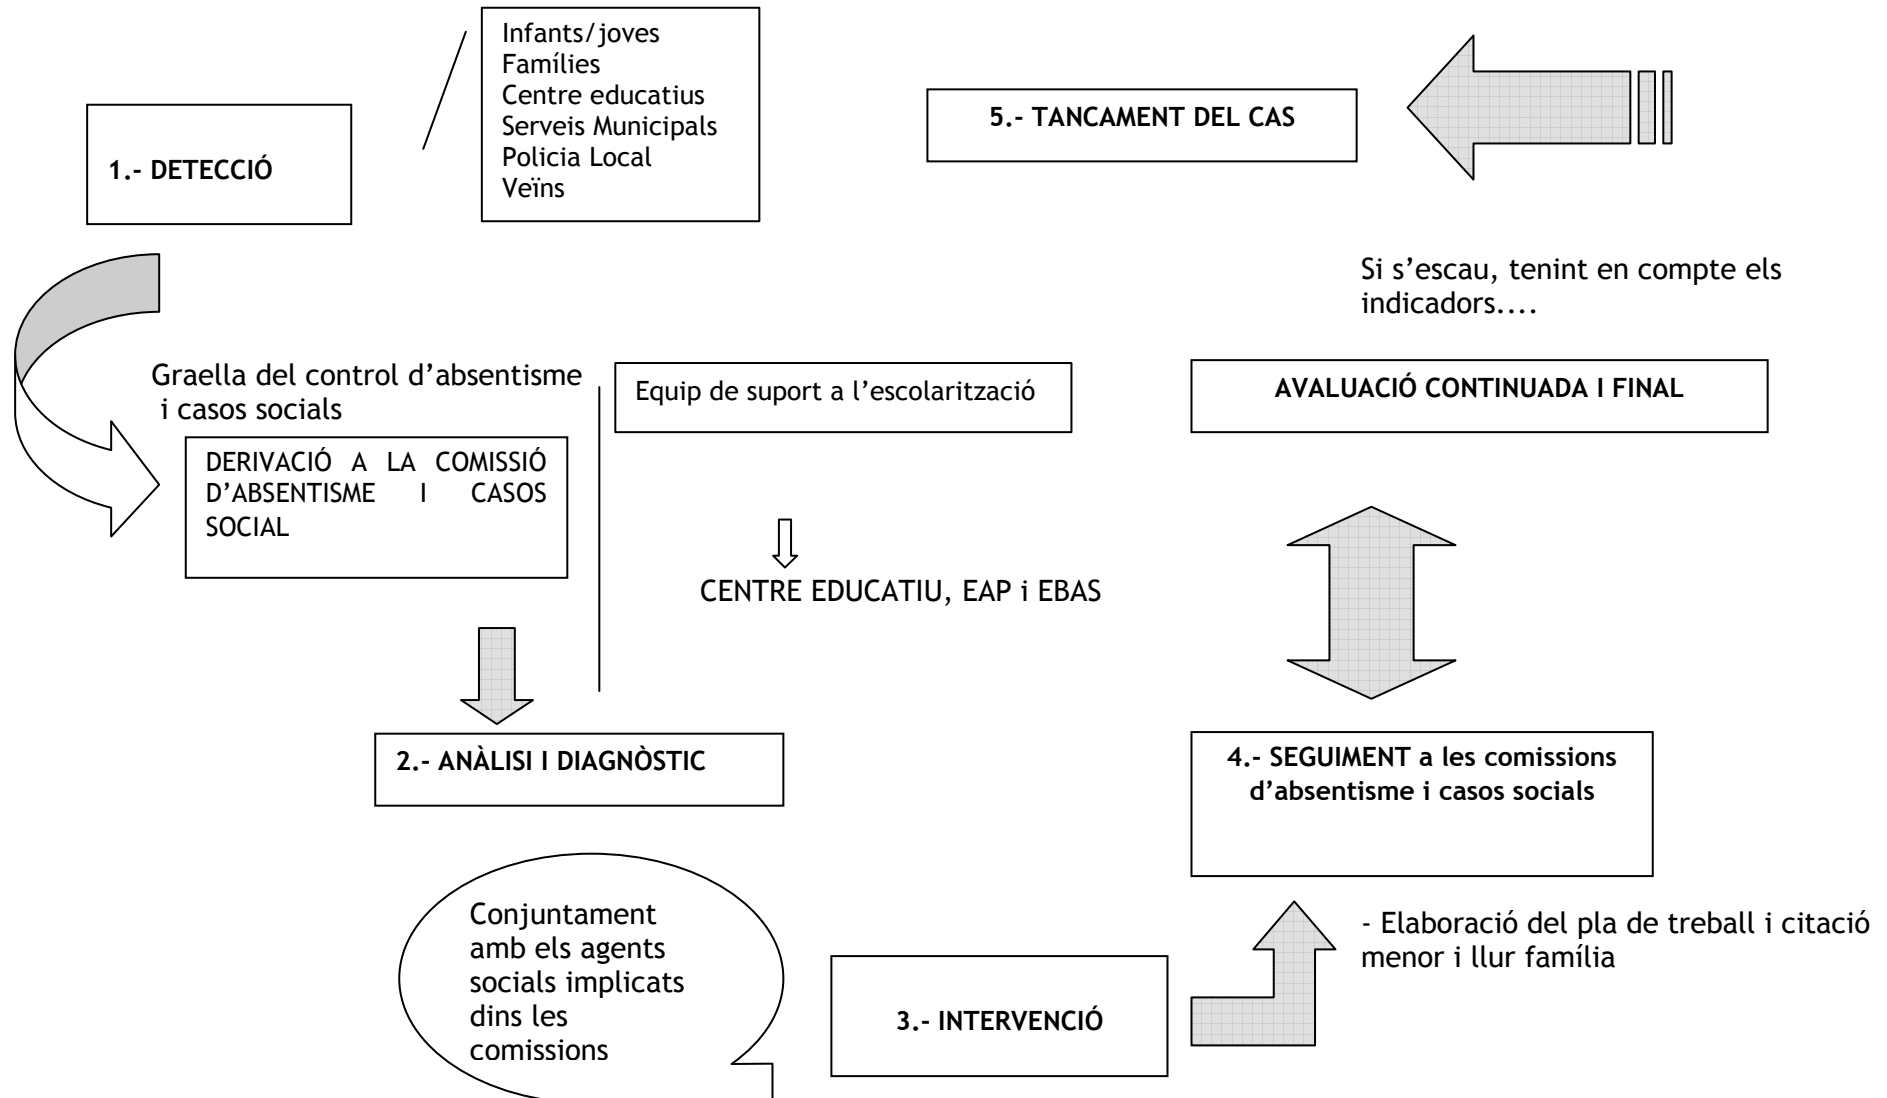 Infants/joves
Famílies
Centre educatius
Serveis Municipals
Policia Local
Veïns
1.- DETECCIÓ
5.- TANCAMENT DEL CAS
Si s’escau, tenint en compte els
indicadors....
Graella del control d’absentisme
i casos socials
Equip de suport a l’escolarització
AVALUACIÓ CONTINUADA I FINAL
DERIVACIÓ A LA COMISSIÓ
D’ABSENTISME I CASOS
SOCIAL
CENTRE EDUCATIU, EAP i EBAS
2.- ANÀLISI I DIAGNÒSTIC
4.- SEGUIMENT a les comissions
d’absentisme i casos socials
Conjuntament
amb els agents
socials implicats
dins les
comissions
3.- INTERVENCIÓ
- Elaboració del pla de treball i citació
menor i llur família